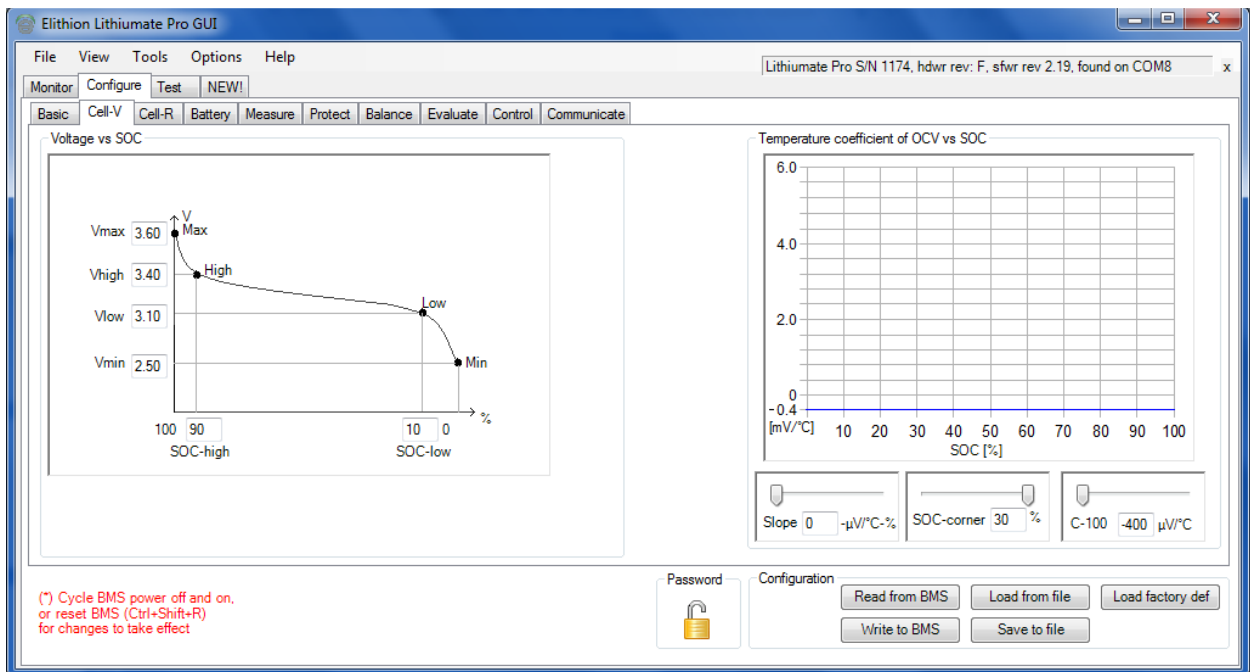 Elithion Lithiumate Pro GUI
File View Tools Options Help
Lithiumate Pro S/N 1174, hdwr rev: F, sfwr rev 2.19, found on COM8 x
Monitor Configure Test NEW!
Basic Cell-V Cell-R Battery Measure Protect Balance Evaluate Control Communicate
Voltage vs SOC
V
Vmax 3.60 Max
Vhigh 3.40 High
Vlow 3.10 Low
Vmin 2.50 Min
%
100 90 10 0
SOC-high SOC-low
Temperature coefficient of OCV vs SOC
6.0
4.0
2.0
0
-0.4
[mV/°C] 10 20 30 40 50 60 70 80 90 100
SOC [%]
Slope 0 -µV/°C-% SOC-corner 30 % C-100 -400 µV/°C
(*) Cycle BMS power off and on,
or reset BMS (Ctrl+Shift+R)
for changes to take effect
Password
Configuration
Read from BMS Load from file Load factory def
Write to BMS Save to file